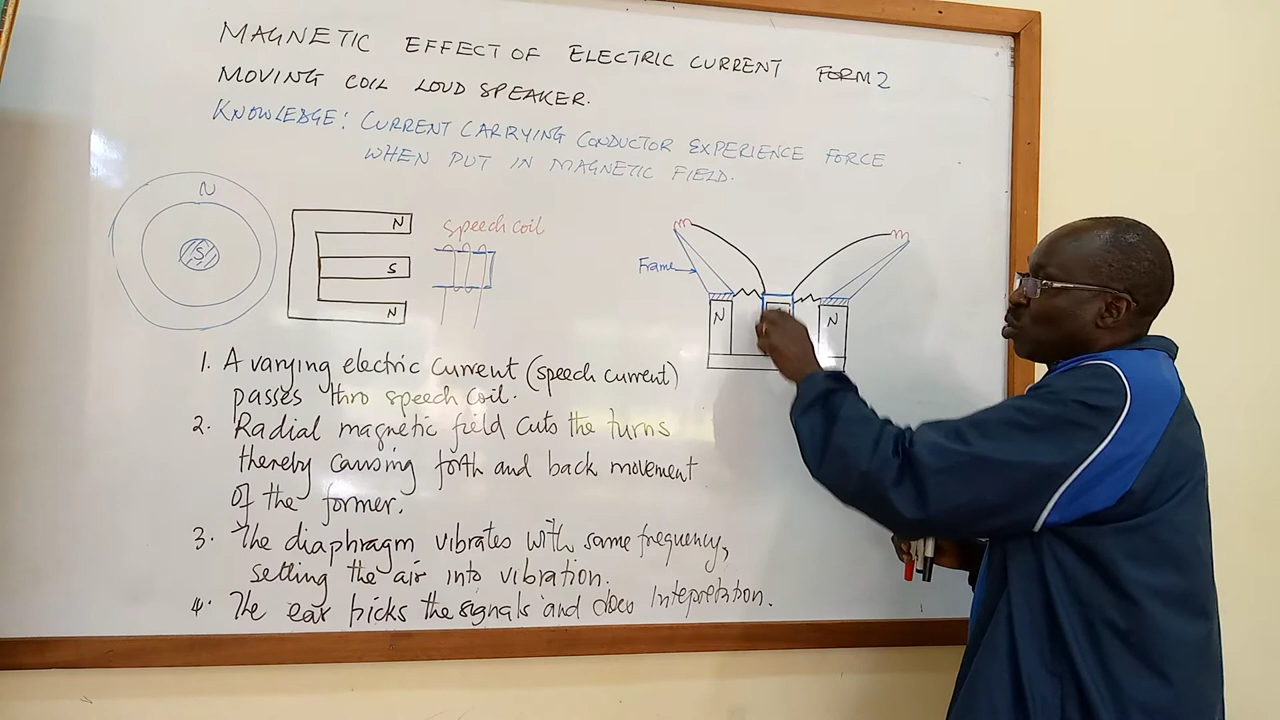 MAGNETIC EFFECT OF ELECTRIC CURRENT FORM 2
MOVING COIL LOUD SPEAKER.
KNOWLEDGE: CURRENT CARRYING CONDUCTOR EXPERIENCE FORCE
WHEN PUT IN MAGNETIC FIELD.
N
S
N
S
N
speech coil
Frame
N
N
1. A varying electric current (speech current)
passes thro speech coil.
2. Radial magnetic field cuts the turns
thereby causing forth and back movement
of the former.
3. The diaphragm vibrates with same frequency,
setting the air into vibration.
4. The ear picks the signals and does Intepretation.